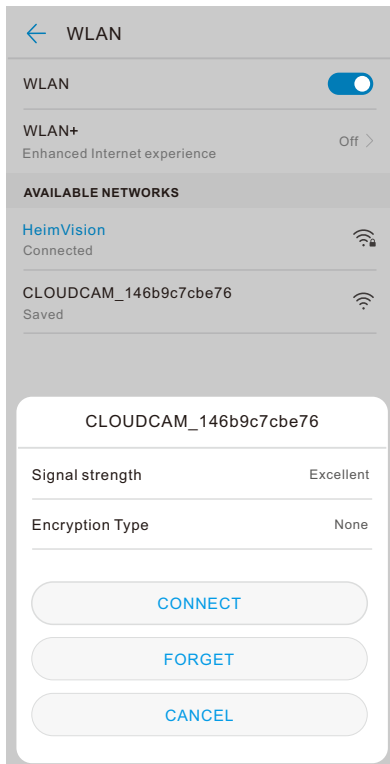 WLAN
WLAN
WLAN+
Enhanced Internet experience
Off
AVAILABLE NETWORKS
HeimVision
Connected
CLOUDCAM_146b9c7cbe76
Saved
CLOUDCAM_146b9c7cbe76
Signal strength Excellent
Encryption Type None
CONNECT
FORGET
CANCEL